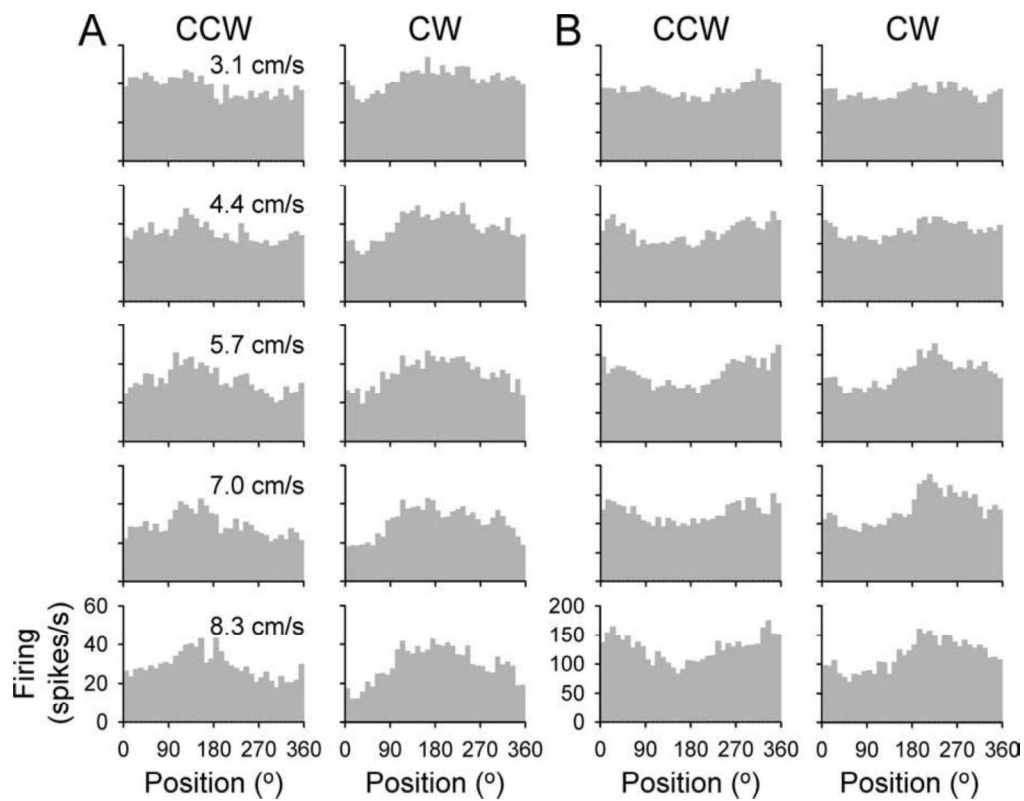 A CCW CW B CCW CW
3.1 cm/s
4.4 cm/s
5.7 cm/s
7.0 cm/s
8.3 cm/s
Firing
(spikes/s)
60
40
20
0
200
150
100
50
0
0 90 180 270 360 0 90 180 270 360 0 90 180 270 360 0 90 180 270 360
Position (°) Position (°) Position (°) Position (°)